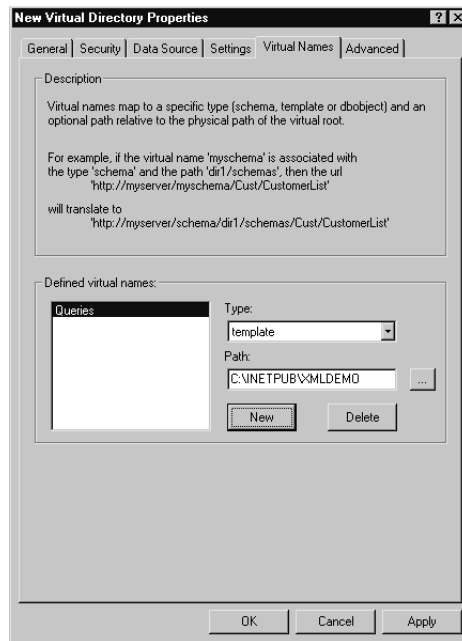 New Virtual Directory Properties
General Security Data Source Settings Virtual Names Advanced
Description
Virtual names map to a specific type (schema, template or dbobject) and an
optional path relative to the physical path of the virtual root.
For example, if the virtual name 'myschema' is associated with
the type 'schema' and the path 'dir1/schemas', then the url
'http://myserver/myschema/Cust/CustomerList'
will translate to
'http://myserver/schema/dir1/schemas/Cust/CustomerList'
Defined virtual names:
Queries
Type:
template
Path:
C:\INETPUB\XMLDEMO
...
New Delete
OK Cancel Apply